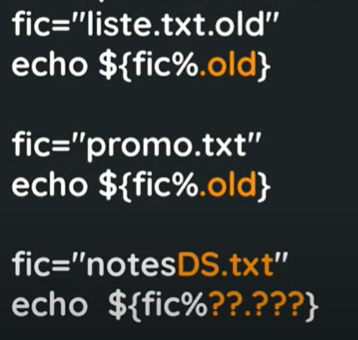 fic="liste.txt.old"
echo ${fic%.old}
fic="promo.txt"
echo ${fic%.old}
fic="notesDS.txt"
echo ${fic%??.???}